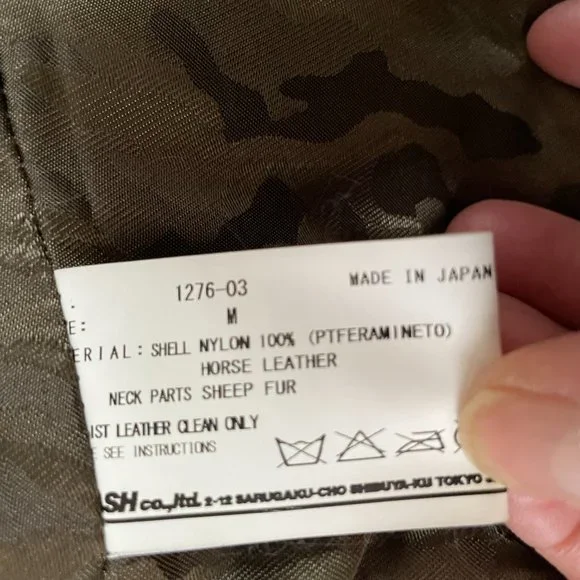 . 1276-03 MADE IN JAPAN
E: M
ERIAL: SHELL NYLON 100% (PTFERAMINETO)
HORSE LEATHER
NECK PARTS SHEEP FUR
IST LEATHER CLEAN ONLY
SEE INSTRUCTIONS
ASH co.,ltd. 2-12 SARUGAKU-CHO SHIBUYA-KU TOKYO